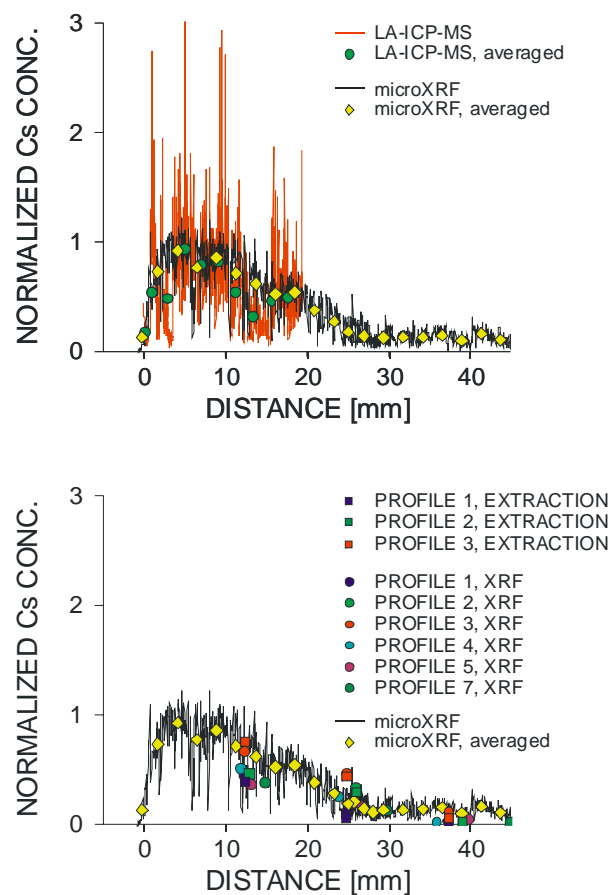 3
2
1
0
NORMALIZED Cs CONC.
LA-ICP-MS
LA-ICP-MS, averaged
microXRF
microXRF, averaged
0 10 20 30 40
DISTANCE [mm]
3
2
1
0
NORMALIZED Cs CONC.
PROFILE 1, EXTRACTION
PROFILE 2, EXTRACTION
PROFILE 3, EXTRACTION
PROFILE 1, XRF
PROFILE 2, XRF
PROFILE 3, XRF
PROFILE 4, XRF
PROFILE 5, XRF
PROFILE 7, XRF
microXRF
microXRF, averaged
0 10 20 30 40
DISTANCE [mm]